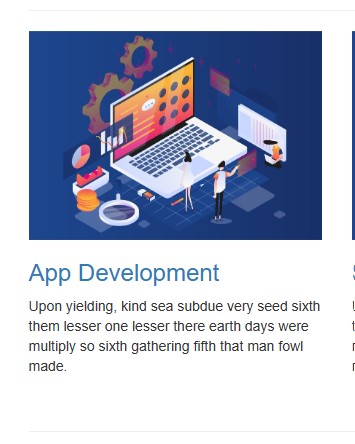 App Development
Upon yielding, kind sea subdue very seed sixth
them lesser one lesser there earth days were
multiply so sixth gathering fifth that man fowl
made.